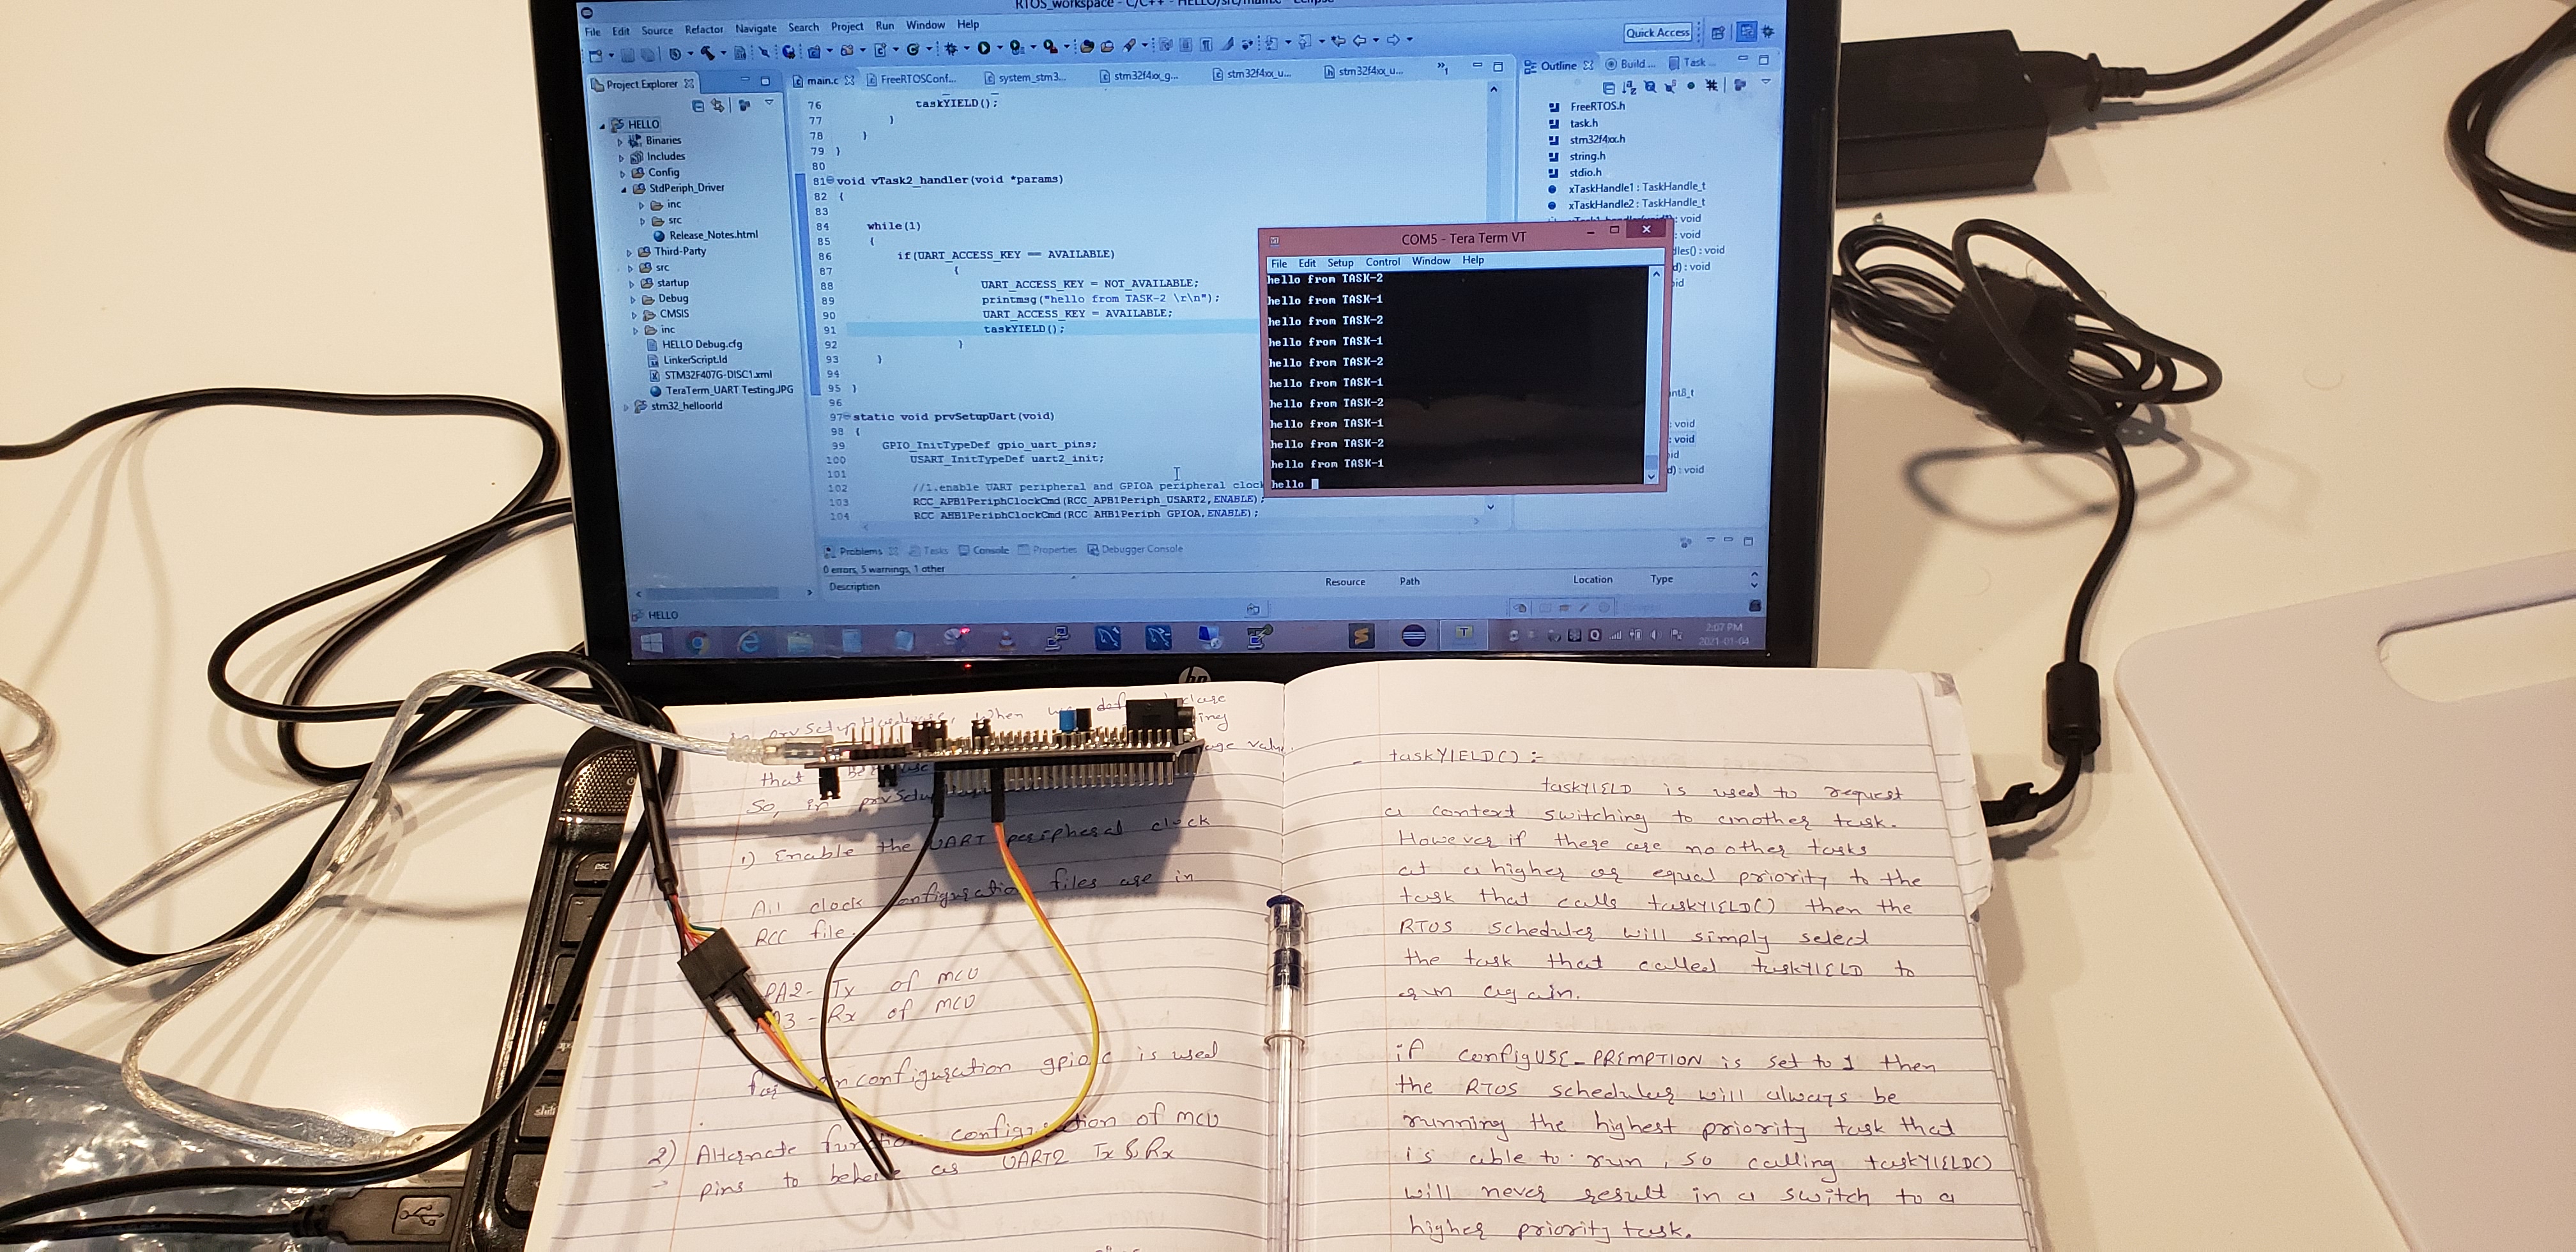 RTOS_workspace - C/C++ - HELLO/src/main.c - Eclipse
File Edit Source Refactor Navigate Search Project Run Window Help
Quick Access
Project Explorer
HELLO
Binaries
Includes
Config
StdPeriph_Driver
inc
src
Release_Notes.html
Third-Party
src
startup
Debug
CMSIS
inc
HELLO Debug.cfg
LinkerScript.ld
STM32F407G-DISC1.xml
TeraTerm_UART Testing.JPG
stm32_helloorld
main.c FreeRTOSConf... system_stm3... stm32f4xx_g... stm32f4xx_u... stm32f4xx_u...
76 taskYIELD();
77 }
78 }
79 }
80
81 void vTask2_handler(void *params)
82 {
83
84 while(1)
85 {
86 if(UART_ACCESS_KEY == AVAILABLE)
87 {
88 UART_ACCESS_KEY = NOT_AVAILABLE;
89 printmsg("hello from TASK-2 \r\n");
90 UART_ACCESS_KEY = AVAILABLE;
91 taskYIELD();
92 }
93 }
94
95 }
96
97 static void prvSetupUart(void)
98 {
99 GPIO_InitTypeDef gpio_uart_pins;
100 USART_InitTypeDef uart2_init;
101
102 //1.enable UART peripheral and GPIOA peripheral clock
103 RCC_APB1PeriphClockCmd(RCC_APB1Periph_USART2,ENABLE);
104 RCC_AHB1PeriphClockCmd(RCC_AHB1Periph_GPIOA,ENABLE);
Outline Build... Task...
FreeRTOS.h
task.h
stm32f4xx.h
string.h
stdio.h
xTaskHandle1 : TaskHandle_t
xTaskHandle2 : TaskHandle_t
: void
: void
dles() : void
d) : void
: void
: void
d) : void
COM5 - Tera Term VT
File Edit Setup Control Window Help
hello from TASK-2
hello from TASK-1
hello from TASK-2
hello from TASK-1
hello from TASK-2
hello from TASK-1
hello from TASK-2
hello from TASK-1
hello from TASK-2
hello from TASK-1
hello
Problems Tasks Console Properties Debugger Console
0 errors, 5 warnings, 1 other
Description Resource Path Location Type
HELLO
2:07 PM
2021-01-04
hp
esc
prvSetupHardware, When
that
So, in
1) Enable the UART peripheral clock
All clock configuration files are in
RCC file.
PA2- Tx of MCU
PA3 - Rx of MCU
for configuration gpio.c is used
2) Alternate function configuration of MCU
pins to behave as UART2 Tx & Rx
- taskYIELD() :-
taskYIELD is used to request
a context switching to another task.
However if there are no other tasks
at a higher or equal priority to the
task that calls taskYIELD() then the
RTOS scheduler will simply select
the task that called taskYIELD to
run again.
if configUSE_PREMPTION is set to 1 then
the RTOS scheduler will always be
running the highest priority task that
is able to run, so calling taskYIELD()
will never result in a switch to a
higher priority task.